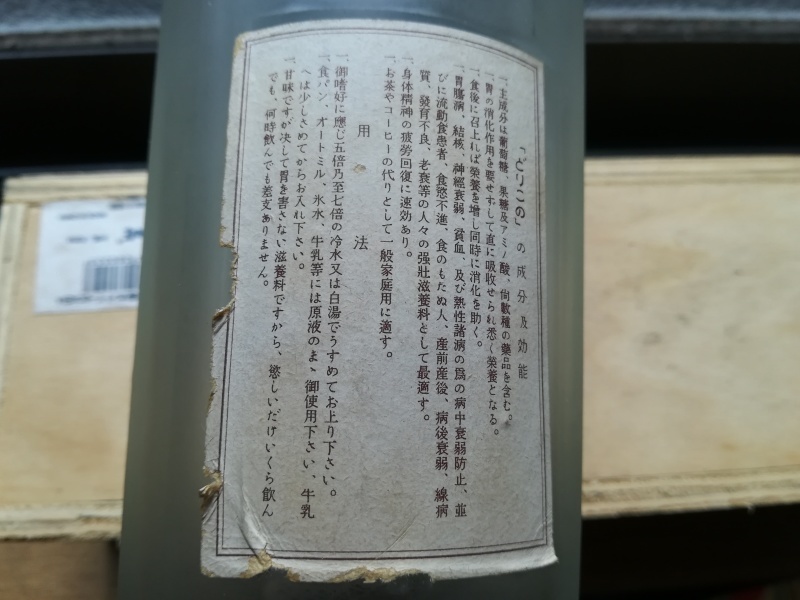 「どりこの」の成分及効能
一、主成分は葡萄糖、果糖及アミノ酸、尙數種の藥品を含む。
一、胃の消化作用を要せずして直に吸收せられ悉く榮養となる。
一、食後に召上れば榮養を增し同時に消化を助く。
一、胃膓病、結核、神經衰弱、貧血、及び熱性諸病の爲の病中衰弱防止、並
びに流動食患者、食慾不進、食のもたぬ人、産前産後、病後衰弱、線病
質、發育不良、老衰等の人々の强壯滋養料として最適す。
一、身体精神の疲勞回復に速効あり。
一、お茶やコーヒーの代りとして一般家庭用に適す。
用法
一、御嗜好に應じ五倍乃至七倍の冷水又は白湯でうすめてお上り下さい。
一、食パン、オートミル、氷水、牛乳等には原液のまゝ御使用下さい、牛乳
へは少しさめてからお入れ下さい。
一、甘味ですが决して胃を害さない滋養料ですから、慾しいだけいくら飮ん
でも、何時飮んでも差支ありません。